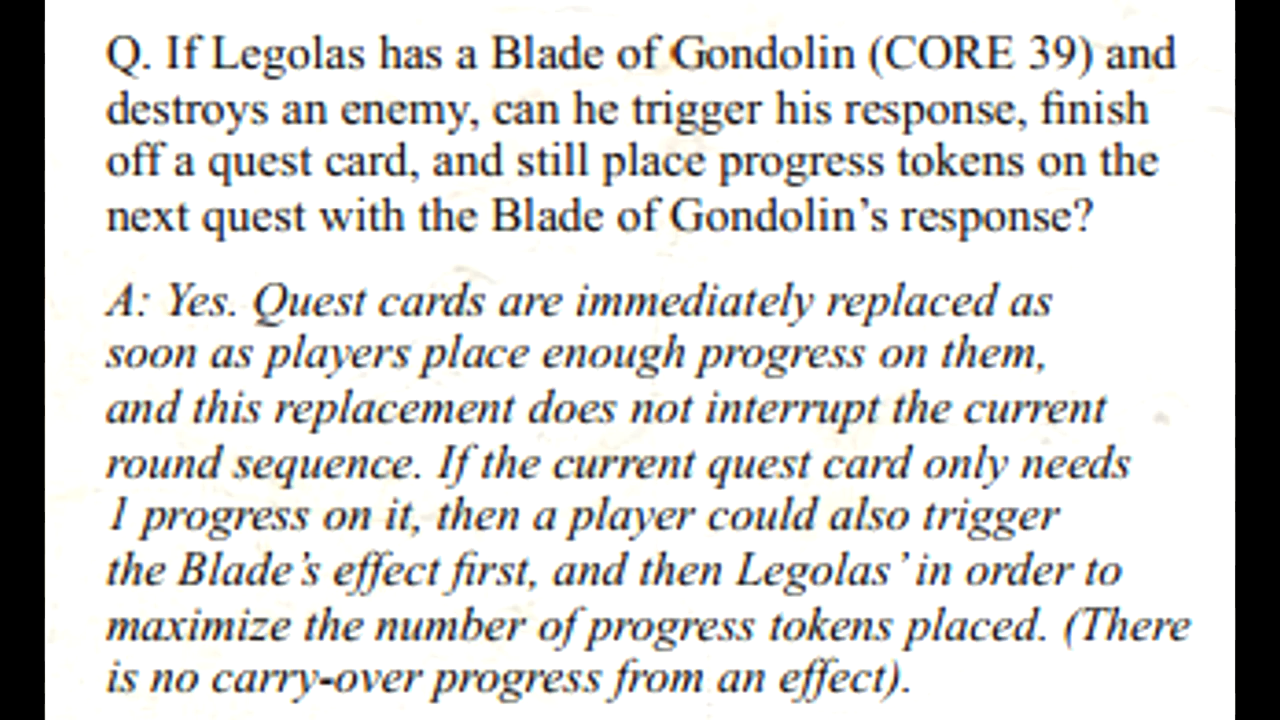 Q. If Legolas has a Blade of Gondolin (CORE 39) and
destroys an enemy, can he trigger his response, finish
off a quest card, and still place progress tokens on the
next quest with the Blade of Gondolin’s response?
A: Yes. Quest cards are immediately replaced as
soon as players place enough progress on them,
and this replacement does not interrupt the current
round sequence. If the current quest card only needs
1 progress on it, then a player could also trigger
the Blade’s effect first, and then Legolas’ in order to
maximize the number of progress tokens placed. (There
is no carry-over progress from an effect).